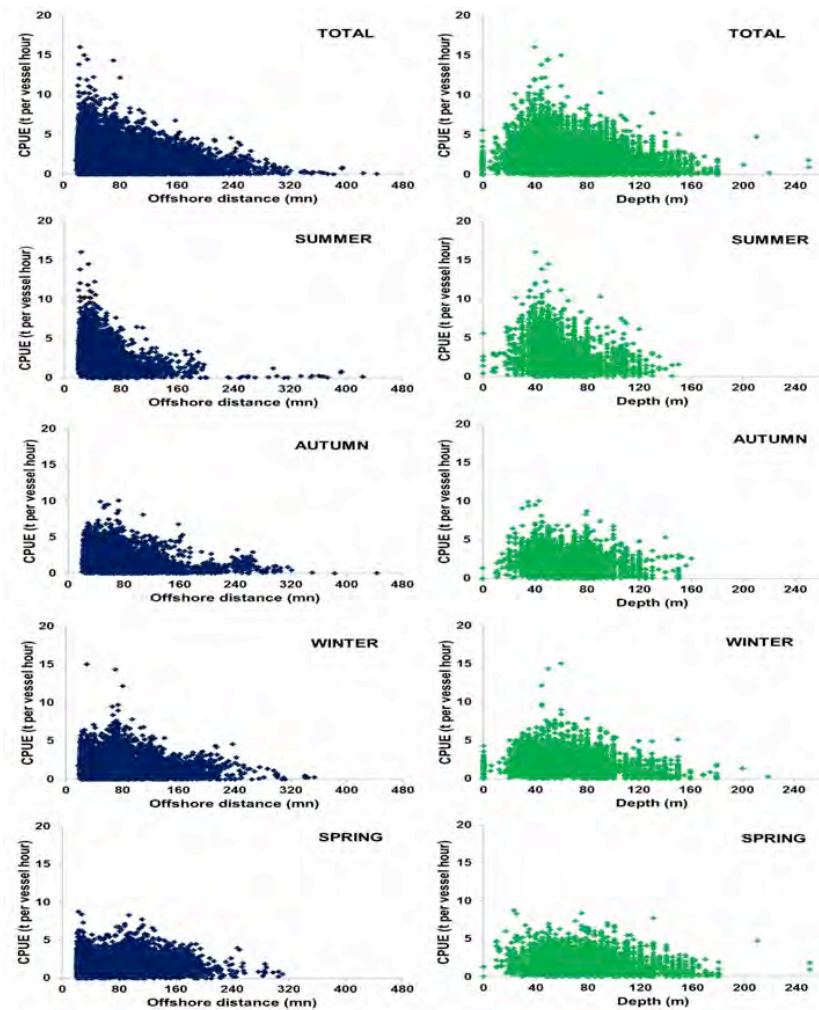 CPUE (t per vessel hour)
20
15
10
5
0
TOTAL
0 80 160 240 320 400 480
Offshore distance (mn)
CPUE (t per vessel hour)
20
15
10
5
0
TOTAL
0 40 80 120 160 200 240
Depth (m)
CPUE (t per vessel hour)
20
15
10
5
0
SUMMER
0 80 160 240 320 400 480
Offshore distance (mn)
CPUE (t per vessel hour)
20
15
10
5
0
SUMMER
0 40 80 120 160 200 240
Depth (m)
CPUE (t per vessel hour)
20
15
10
5
0
AUTUMN
0 80 160 240 320 400 480
Offshore distance (mn)
CPUE (t per vessel hour)
20
15
10
5
0
AUTUMN
0 40 80 120 160 200 240
Depth (m)
CPUE (t per vessel hour)
20
15
10
5
0
WINTER
0 80 160 240 320 400 480
Offshore distance (mn)
CPUE (t per vessel hour)
20
15
10
5
0
WINTER
0 40 80 120 160 200 240
Depth (m)
CPUE (t per vessel hour)
20
15
10
5
0
SPRING
0 80 160 240 320 400 480
Offshore distance (mn)
CPUE (t per vessel hour)
20
15
10
5
0
SPRING
0 40 80 120 160 200 240
Depth (m)